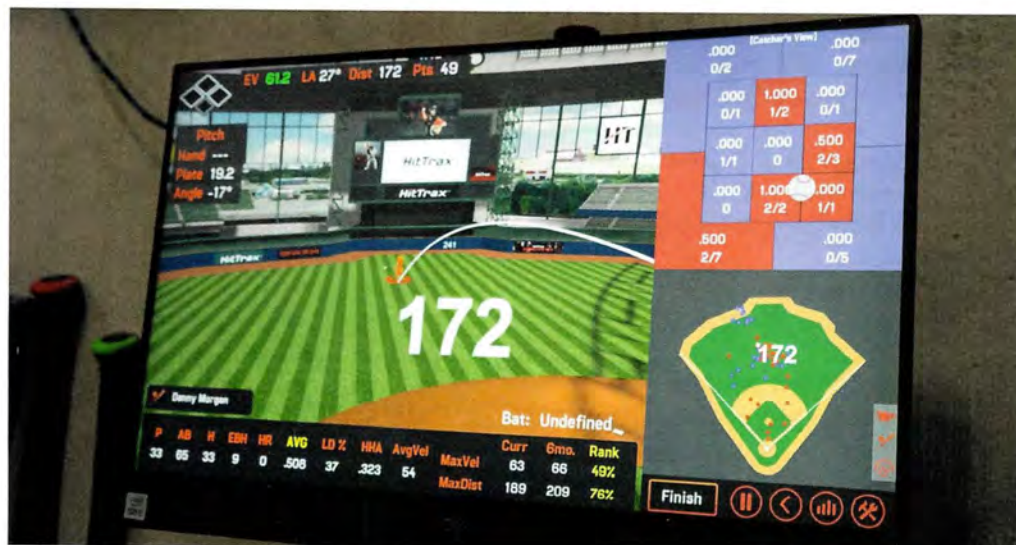 EV 61.2 LA 27° Dist 172 Pts 49
Pitch
Hand ---
Plate 19.2
Angle -17°
HitTrax
HitTrax
HIT
HitTrax
241
172
Danny Morgan
Bat: Undefined_
P AB H EBH HR AVG LD % HHA AvgVel
33 65 33 9 0 .508 37 .323 54
Curr 6mo. Rank
MaxVel 63 66 49%
MaxDist 189 209 76%
[Catcher's View]
.000 .000
0/2 0/7
.000 1.000 .000
0/1 1/2 0/1
.000 .000 .500
1/1 0 2/3
.000 1.00 .000
0 2/2 1/1
.500 .000
2/7 0/5
172
Finish